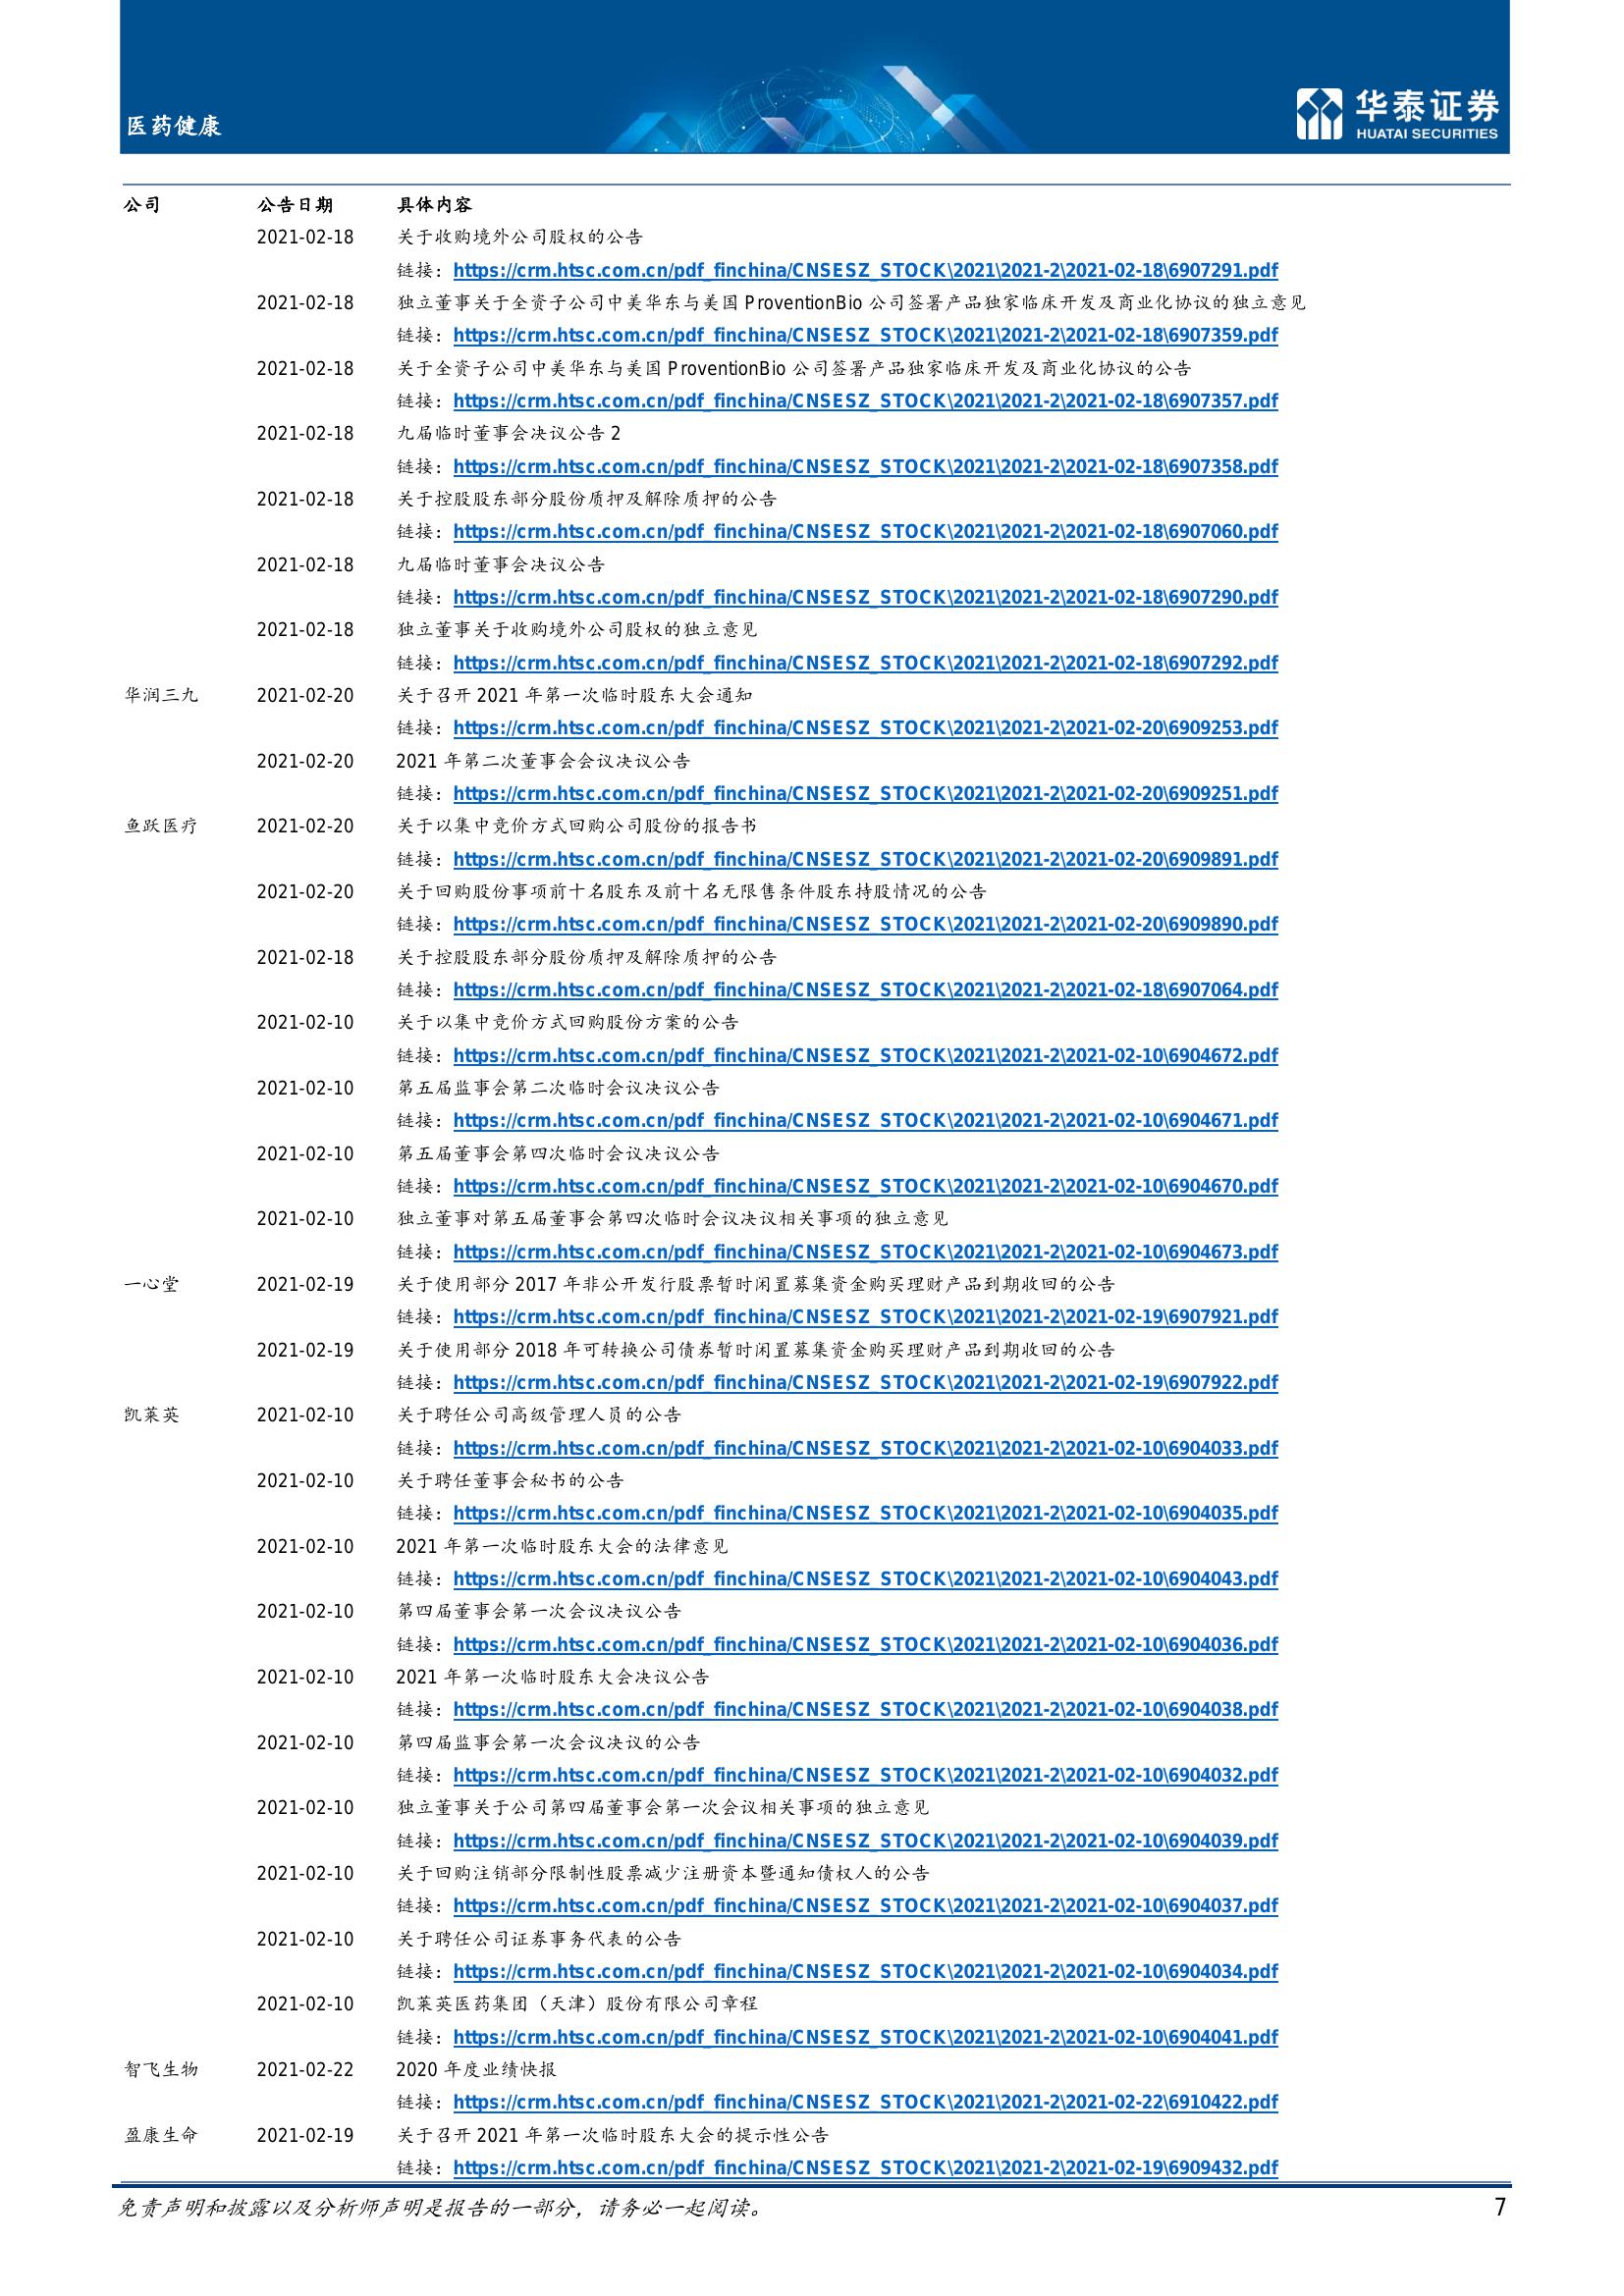 医药健康
华泰证券
HUATAI SECURITIES
公司 公告日期 具体内容
2021-02-18 关于收购境外公司股权的公告
链接：https://crm.htsc.com.cn/pdf_finchina/CNSESZ_STOCK\2021\2021-2\2021-02-18\6907291.pdf
2021-02-18 独立董事关于全资子公司中美华东与美国 ProventionBio 公司签署产品独家临床开发及商业化协议的独立意见
链接：https://crm.htsc.com.cn/pdf_finchina/CNSESZ_STOCK\2021\2021-2\2021-02-18\6907359.pdf
2021-02-18 关于全资子公司中美华东与美国 ProventionBio 公司签署产品独家临床开发及商业化协议的公告
链接：https://crm.htsc.com.cn/pdf_finchina/CNSESZ_STOCK\2021\2021-2\2021-02-18\6907357.pdf
2021-02-18 九届临时董事会决议公告 2
链接：https://crm.htsc.com.cn/pdf_finchina/CNSESZ_STOCK\2021\2021-2\2021-02-18\6907358.pdf
2021-02-18 关于控股股东部分股份质押及解除质押的公告
链接：https://crm.htsc.com.cn/pdf_finchina/CNSESZ_STOCK\2021\2021-2\2021-02-18\6907060.pdf
2021-02-18 九届临时董事会决议公告
链接：https://crm.htsc.com.cn/pdf_finchina/CNSESZ_STOCK\2021\2021-2\2021-02-18\6907290.pdf
2021-02-18 独立董事关于收购境外公司股权的独立意见
链接：https://crm.htsc.com.cn/pdf_finchina/CNSESZ_STOCK\2021\2021-2\2021-02-18\6907292.pdf
华润三九 2021-02-20 关于召开 2021 年第一次临时股东大会通知
链接：https://crm.htsc.com.cn/pdf_finchina/CNSESZ_STOCK\2021\2021-2\2021-02-20\6909253.pdf
2021-02-20 2021 年第二次董事会会议决议公告
链接：https://crm.htsc.com.cn/pdf_finchina/CNSESZ_STOCK\2021\2021-2\2021-02-20\6909251.pdf
鱼跃医疗 2021-02-20 关于以集中竞价方式回购公司股份的报告书
链接：https://crm.htsc.com.cn/pdf_finchina/CNSESZ_STOCK\2021\2021-2\2021-02-20\6909891.pdf
2021-02-20 关于回购股份事项前十名股东及前十名无限售条件股东持股情况的公告
链接：https://crm.htsc.com.cn/pdf_finchina/CNSESZ_STOCK\2021\2021-2\2021-02-20\6909890.pdf
2021-02-18 关于控股股东部分股份质押及解除质押的公告
链接：https://crm.htsc.com.cn/pdf_finchina/CNSESZ_STOCK\2021\2021-2\2021-02-18\6907064.pdf
2021-02-10 关于以集中竞价方式回购股份方案的公告
链接：https://crm.htsc.com.cn/pdf_finchina/CNSESZ_STOCK\2021\2021-2\2021-02-10\6904672.pdf
2021-02-10 第五届监事会第二次临时会议决议公告
链接：https://crm.htsc.com.cn/pdf_finchina/CNSESZ_STOCK\2021\2021-2\2021-02-10\6904671.pdf
2021-02-10 第五届董事会第四次临时会议决议公告
链接：https://crm.htsc.com.cn/pdf_finchina/CNSESZ_STOCK\2021\2021-2\2021-02-10\6904670.pdf
2021-02-10 独立董事对第五届董事会第四次临时会议决议相关事项的独立意见
链接：https://crm.htsc.com.cn/pdf_finchina/CNSESZ_STOCK\2021\2021-2\2021-02-10\6904673.pdf
一心堂 2021-02-19 关于使用部分 2017 年非公开发行股票暂时闲置募集资金购买理财产品到期收回的公告
链接：https://crm.htsc.com.cn/pdf_finchina/CNSESZ_STOCK\2021\2021-2\2021-02-19\6907921.pdf
2021-02-19 关于使用部分 2018 年可转换公司债券暂时闲置募集资金购买理财产品到期收回的公告
链接：https://crm.htsc.com.cn/pdf_finchina/CNSESZ_STOCK\2021\2021-2\2021-02-19\6907922.pdf
凯莱英 2021-02-10 关于聘任公司高级管理人员的公告
链接：https://crm.htsc.com.cn/pdf_finchina/CNSESZ_STOCK\2021\2021-2\2021-02-10\6904033.pdf
2021-02-10 关于聘任董事会秘书的公告
链接：https://crm.htsc.com.cn/pdf_finchina/CNSESZ_STOCK\2021\2021-2\2021-02-10\6904035.pdf
2021-02-10 2021 年第一次临时股东大会的法律意见
链接：https://crm.htsc.com.cn/pdf_finchina/CNSESZ_STOCK\2021\2021-2\2021-02-10\6904043.pdf
2021-02-10 第四届董事会第一次会议决议公告
链接：https://crm.htsc.com.cn/pdf_finchina/CNSESZ_STOCK\2021\2021-2\2021-02-10\6904036.pdf
2021-02-10 2021 年第一次临时股东大会决议公告
链接：https://crm.htsc.com.cn/pdf_finchina/CNSESZ_STOCK\2021\2021-2\2021-02-10\6904038.pdf
2021-02-10 第四届监事会第一次会议决议的公告
链接：https://crm.htsc.com.cn/pdf_finchina/CNSESZ_STOCK\2021\2021-2\2021-02-10\6904032.pdf
2021-02-10 独立董事关于公司第四届董事会第一次会议相关事项的独立意见
链接：https://crm.htsc.com.cn/pdf_finchina/CNSESZ_STOCK\2021\2021-2\2021-02-10\6904039.pdf
2021-02-10 关于回购注销部分限制性股票减少注册资本暨通知债权人的公告
链接：https://crm.htsc.com.cn/pdf_finchina/CNSESZ_STOCK\2021\2021-2\2021-02-10\6904037.pdf
2021-02-10 关于聘任公司证券事务代表的公告
链接：https://crm.htsc.com.cn/pdf_finchina/CNSESZ_STOCK\2021\2021-2\2021-02-10\6904034.pdf
2021-02-10 凯莱英医药集团（天津）股份有限公司章程
链接：https://crm.htsc.com.cn/pdf_finchina/CNSESZ_STOCK\2021\2021-2\2021-02-10\6904041.pdf
智飞生物 2021-02-22 2020 年度业绩快报
链接：https://crm.htsc.com.cn/pdf_finchina/CNSESZ_STOCK\2021\2021-2\2021-02-22\6910422.pdf
盈康生命 2021-02-19 关于召开 2021 年第一次临时股东大会的提示性公告
链接：https://crm.htsc.com.cn/pdf_finchina/CNSESZ_STOCK\2021\2021-2\2021-02-19\6909432.pdf
免责声明和披露以及分析师声明是报告的一部分，请务必一起阅读。 7